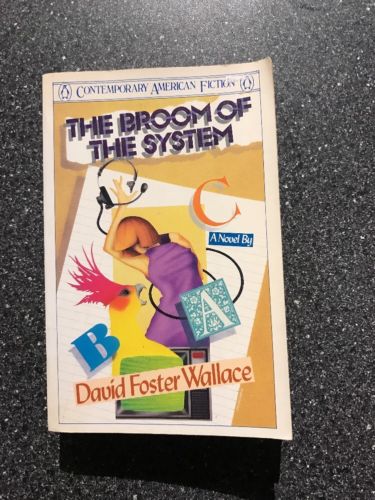 CONTEMPORARY AMERICAN FICTION
THE BROOM OF
THE SYSTEM
C
A Novel By
A
B
David Foster Wallace